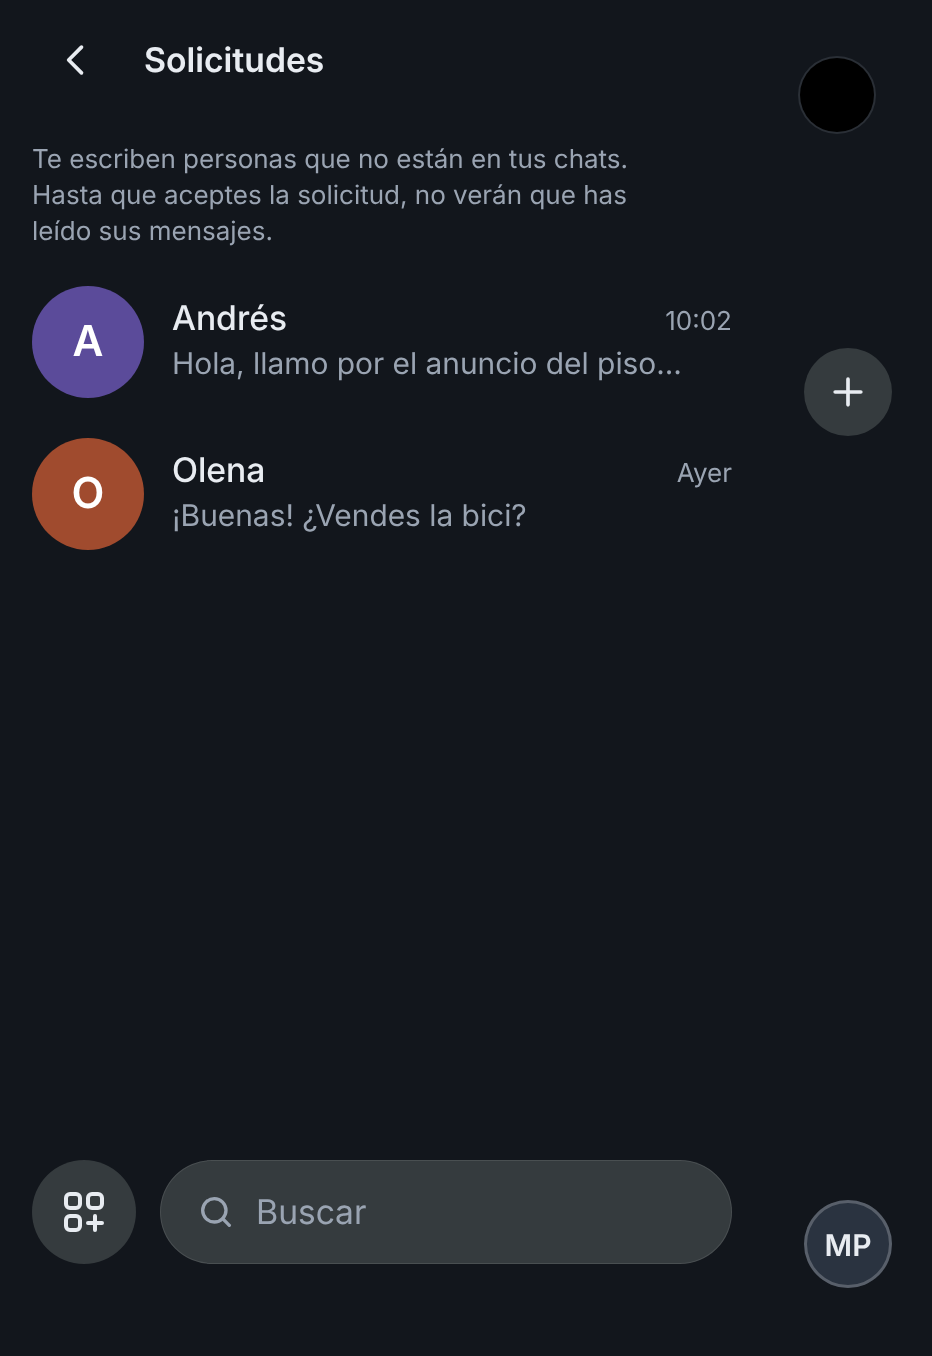 Solicitudes
Te escriben personas que no están en tus chats.
Hasta que aceptes la solicitud, no verán que has
leído sus mensajes.
A
Andrés
10:02
Hola, llamo por el anuncio del piso...
O
Olena
Ayer
¡Buenas! ¿Vendes la bici?
Buscar
MP